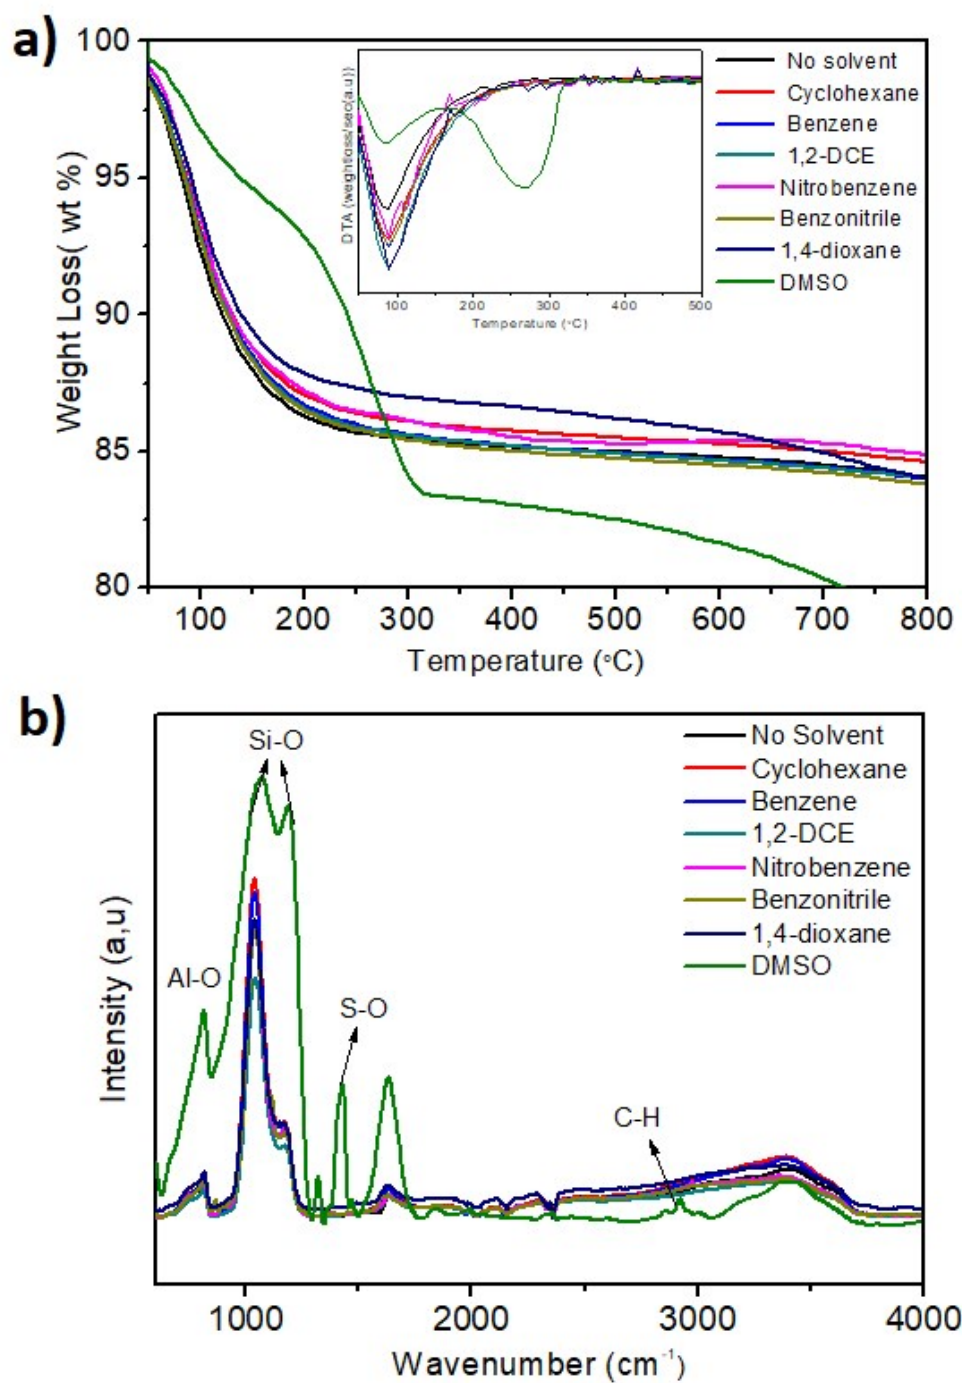 a)
100
95
90
85
80
Weight Loss( wt %)
100
200
300
400
500
600
700
800
Temperature (°C)
DTA (weightloss/sec(a.u))
100
200
300
400
500
Temperature (°C)
No solvent
Cyclohexane
Benzene
1,2-DCE
Nitrobenzene
Benzonitrile
1,4-dioxane
DMSO
b)
Si-O
Al-O
S-O
C-H
No Solvent
Cyclohexane
Benzene
1,2-DCE
Nitrobenzene
Benzonitrile
1,4-dioxane
DMSO
Intensity (a,u)
1000
2000
3000
4000
Wavenumber (cm⁻¹)